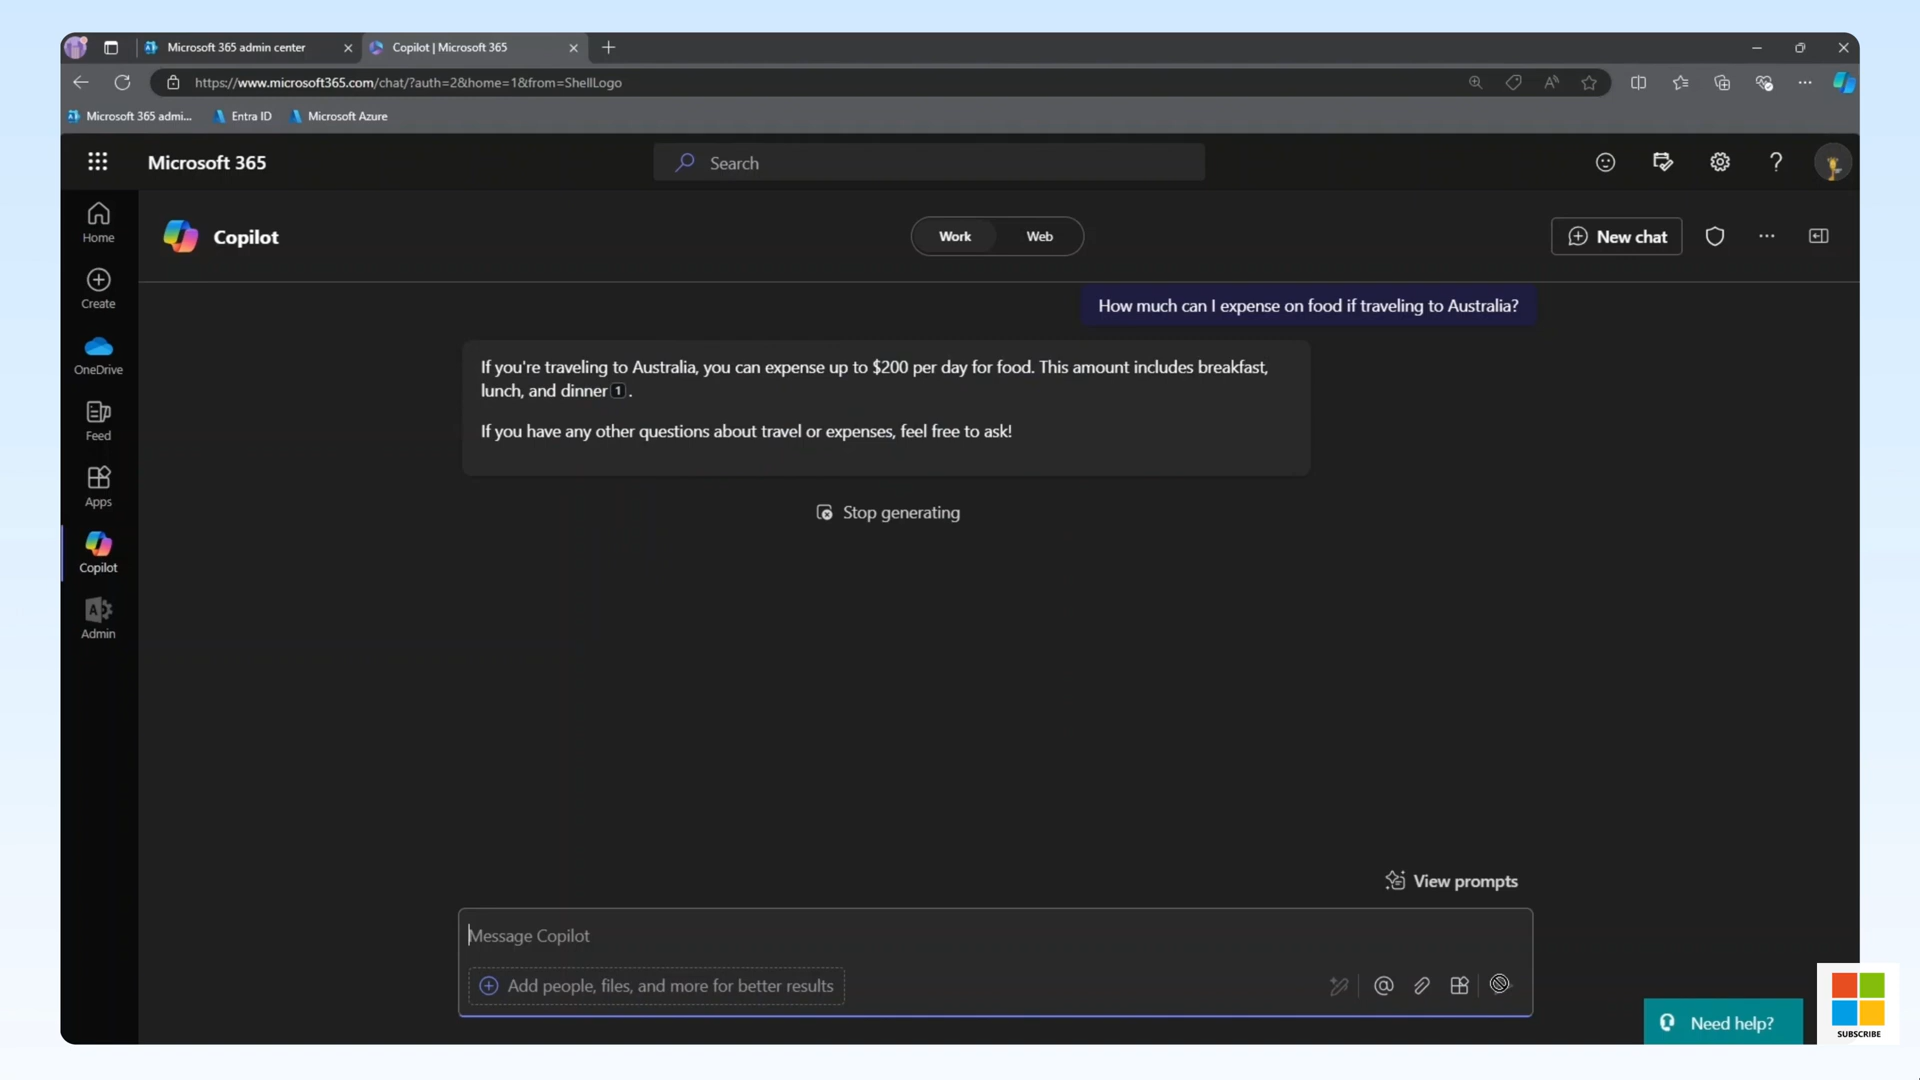 Microsoft 365 admin center
Copilot | Microsoft 365
https://www.microsoft365.com/chat/?auth=2&home=1&from=ShellLogo
Microsoft 365 admi...
Entra ID
Microsoft Azure
Microsoft 365
Search
Home
Create
OneDrive
Feed
Apps
Copilot
Admin
Copilot
Work
Web
New chat
How much can I expense on food if traveling to Australia?
If you're traveling to Australia, you can expense up to $200 per day for food. This amount includes breakfast,
lunch, and dinner 1 .
If you have any other questions about travel or expenses, feel free to ask!
Stop generating
View prompts
Message Copilot
Add people, files, and more for better results
Need help?
SUBSCRIBE